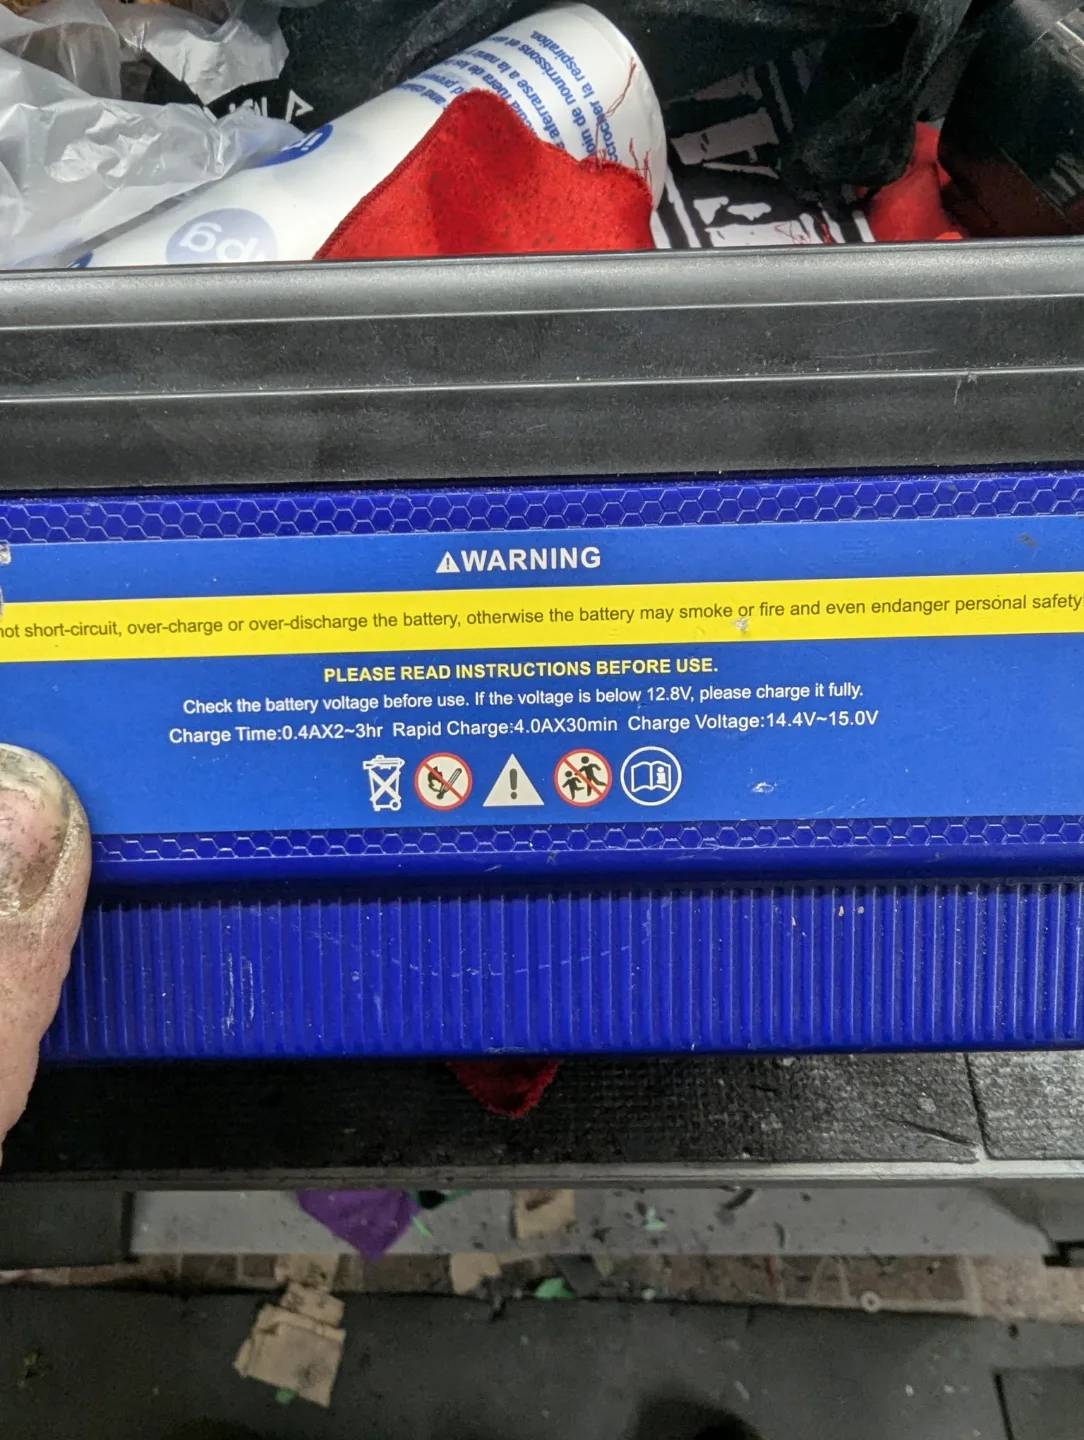 WARNING
not short-circuit, over-charge or over-discharge the battery, otherwise the battery may smoke or fire and even endanger personal safety
PLEASE READ INSTRUCTIONS BEFORE USE.
Check the battery voltage before use. If the voltage is below 12.8V, please charge it fully.
Charge Time:0.4AX2~3hr Rapid Charge:4.0AX30min Charge Voltage:14.4V~15.0V